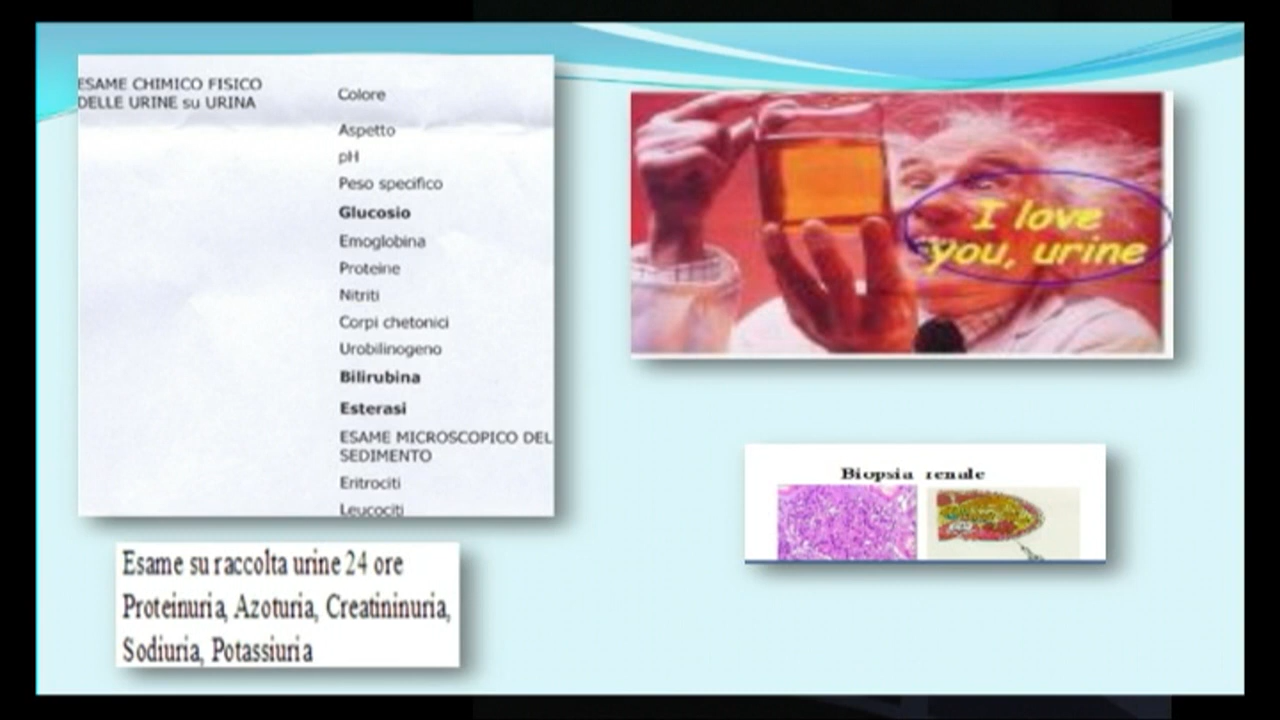 ESAME CHIMICO FISICO
DELLE URINE su URINA
Colore
Aspetto
pH
Peso specifico
Glucosio
Emoglobina
Proteine
Nitriti
Corpi chetonici
Urobilinogeno
Bilirubina
Esterasi
ESAME MICROSCOPICO DEL
SEDIMENTO
Eritrociti
Leucociti
Esame su raccolta urine 24 ore
Proteinuria, Azoturia, Creatininuria,
Sodiuria, Potassiuria
I love
you, urine
Biopsia renale